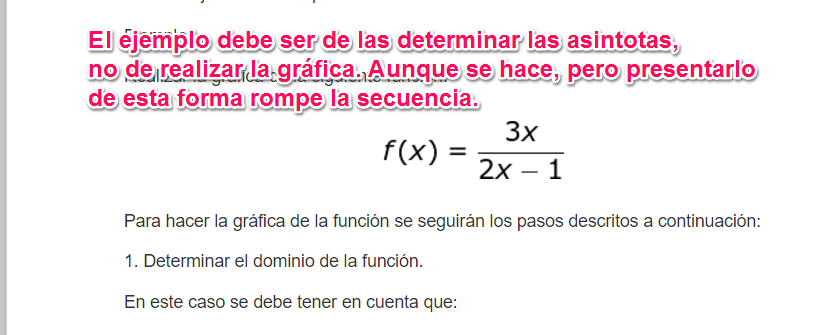 El ejemplo debe ser de las determinar las asintotas,
no de realizar la gráfica. Aunque se hace, pero presentarlo
de esta forma rompe la secuencia.
f(x) = 3x / 2x – 1
Para hacer la gráfica de la función se seguirán los pasos descritos a continuación:
1. Determinar el dominio de la función.
En este caso se debe tener en cuenta que: